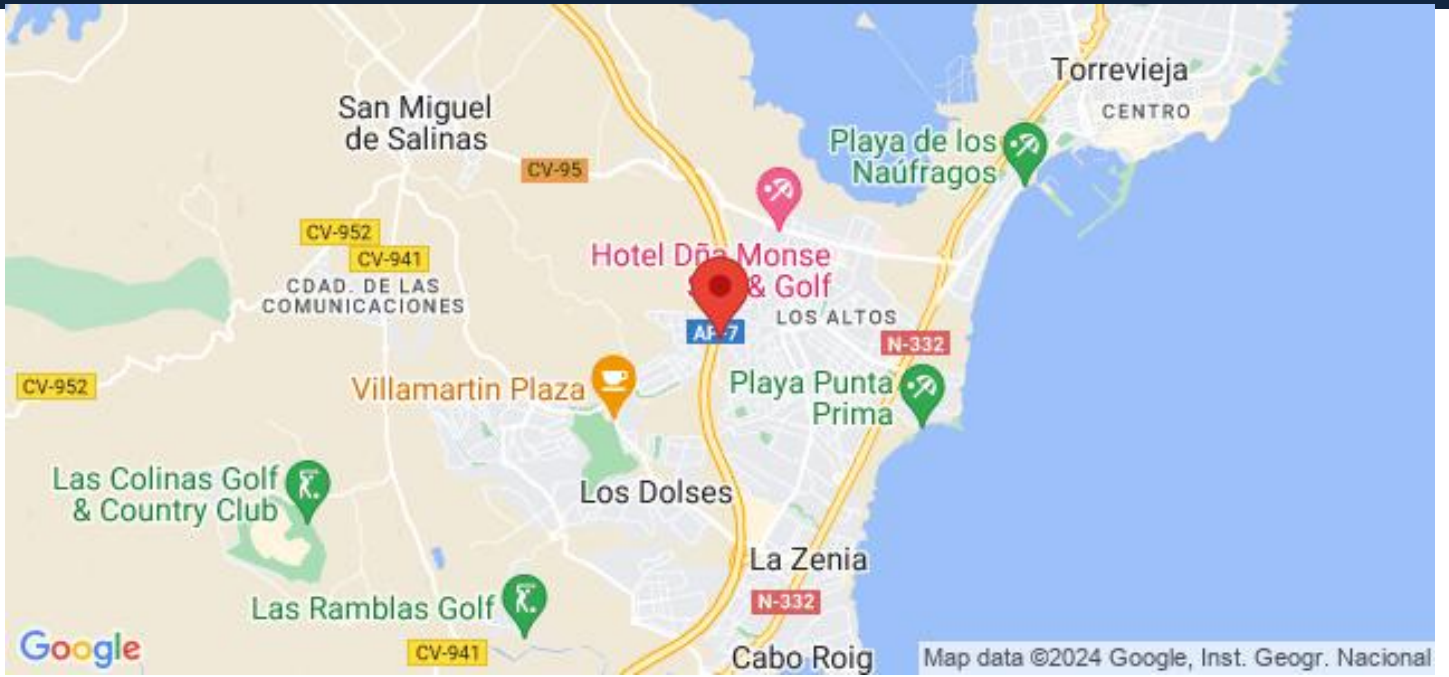 Torrevieja
CENTRO
San Miguel
de Salinas
Playa de los
Naúfragos
CV-95
CV-952
CV-941
Hotel Dña Monse
& Golf
CDAD. DE LAS
COMUNICACIONES
LOS ALTOS
AP-7
N-332
CV-952
Villamartin Plaza
Playa Punta
Prima
Las Colinas Golf
& Country Club
Los Dolses
La Zenia
N-332
Las Ramblas Golf
Google
CV-941
Cabo Roig
Map data ©2024 Google, Inst. Geogr. Nacional